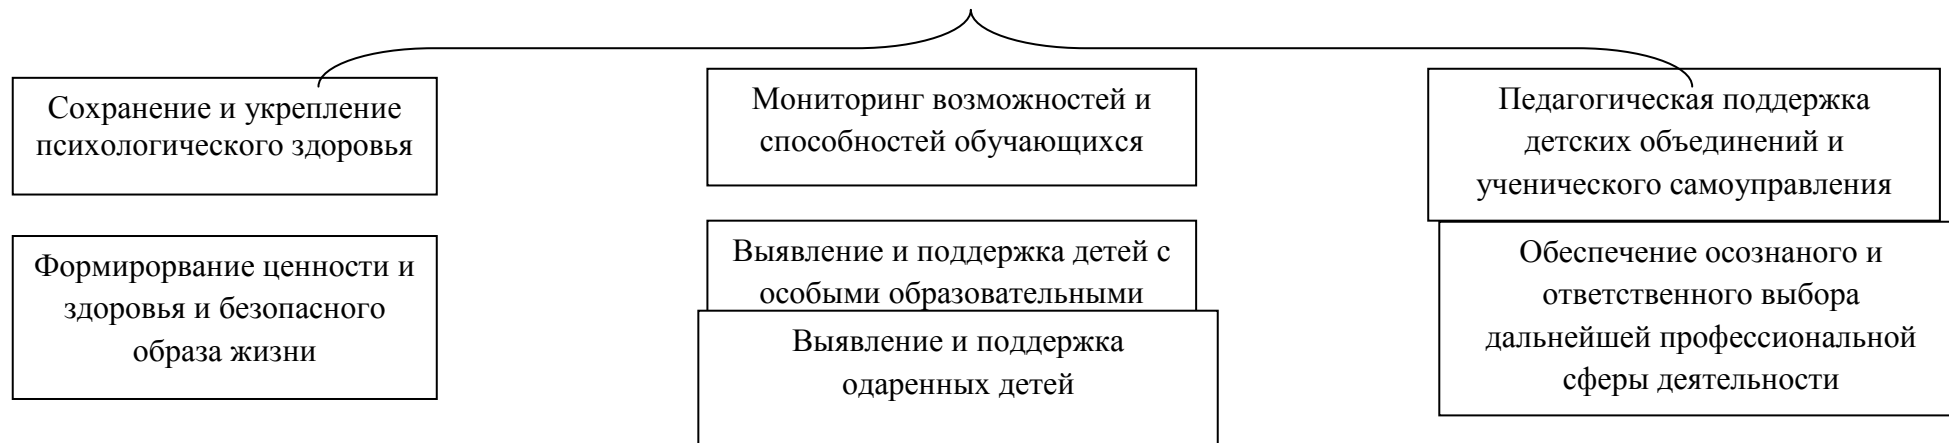 Сохранение и укрепление
психологического здоровья
Мониторинг возможностей и
способностей обучающихся
Педагогическая поддержка
детских объединений и
ученического самоуправления
Формирорвание ценности и
здоровья и безопасного
образа жизни
Выявление и поддержка детей с
особыми образовательными
Выявление и поддержка
одаренных детей
Обеспечение осознаного и
ответственного выбора
дальнейшей профессиональной
сферы деятельности